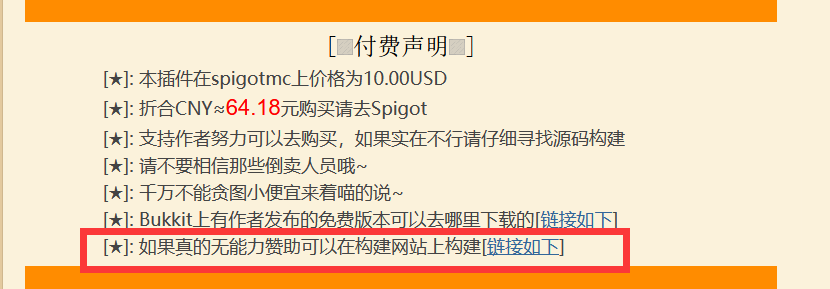 [付费声明]
[★]: 本插件在spigotmc上价格为10.00USD
[★]: 折合CNY≈64.18元购买请去Spigot
[★]: 支持作者努力可以去购买，如果实在不行请仔细寻找源码构建
[★]: 请不要相信那些倒卖人员哦~
[★]: 千万不能贪图小便宜来着喵的说~
[★]: Bukkit上有作者发布的免费版本可以去哪里下载的[链接如下]
[★]: 如果真的无能力赞助可以在构建网站上构建[链接如下]